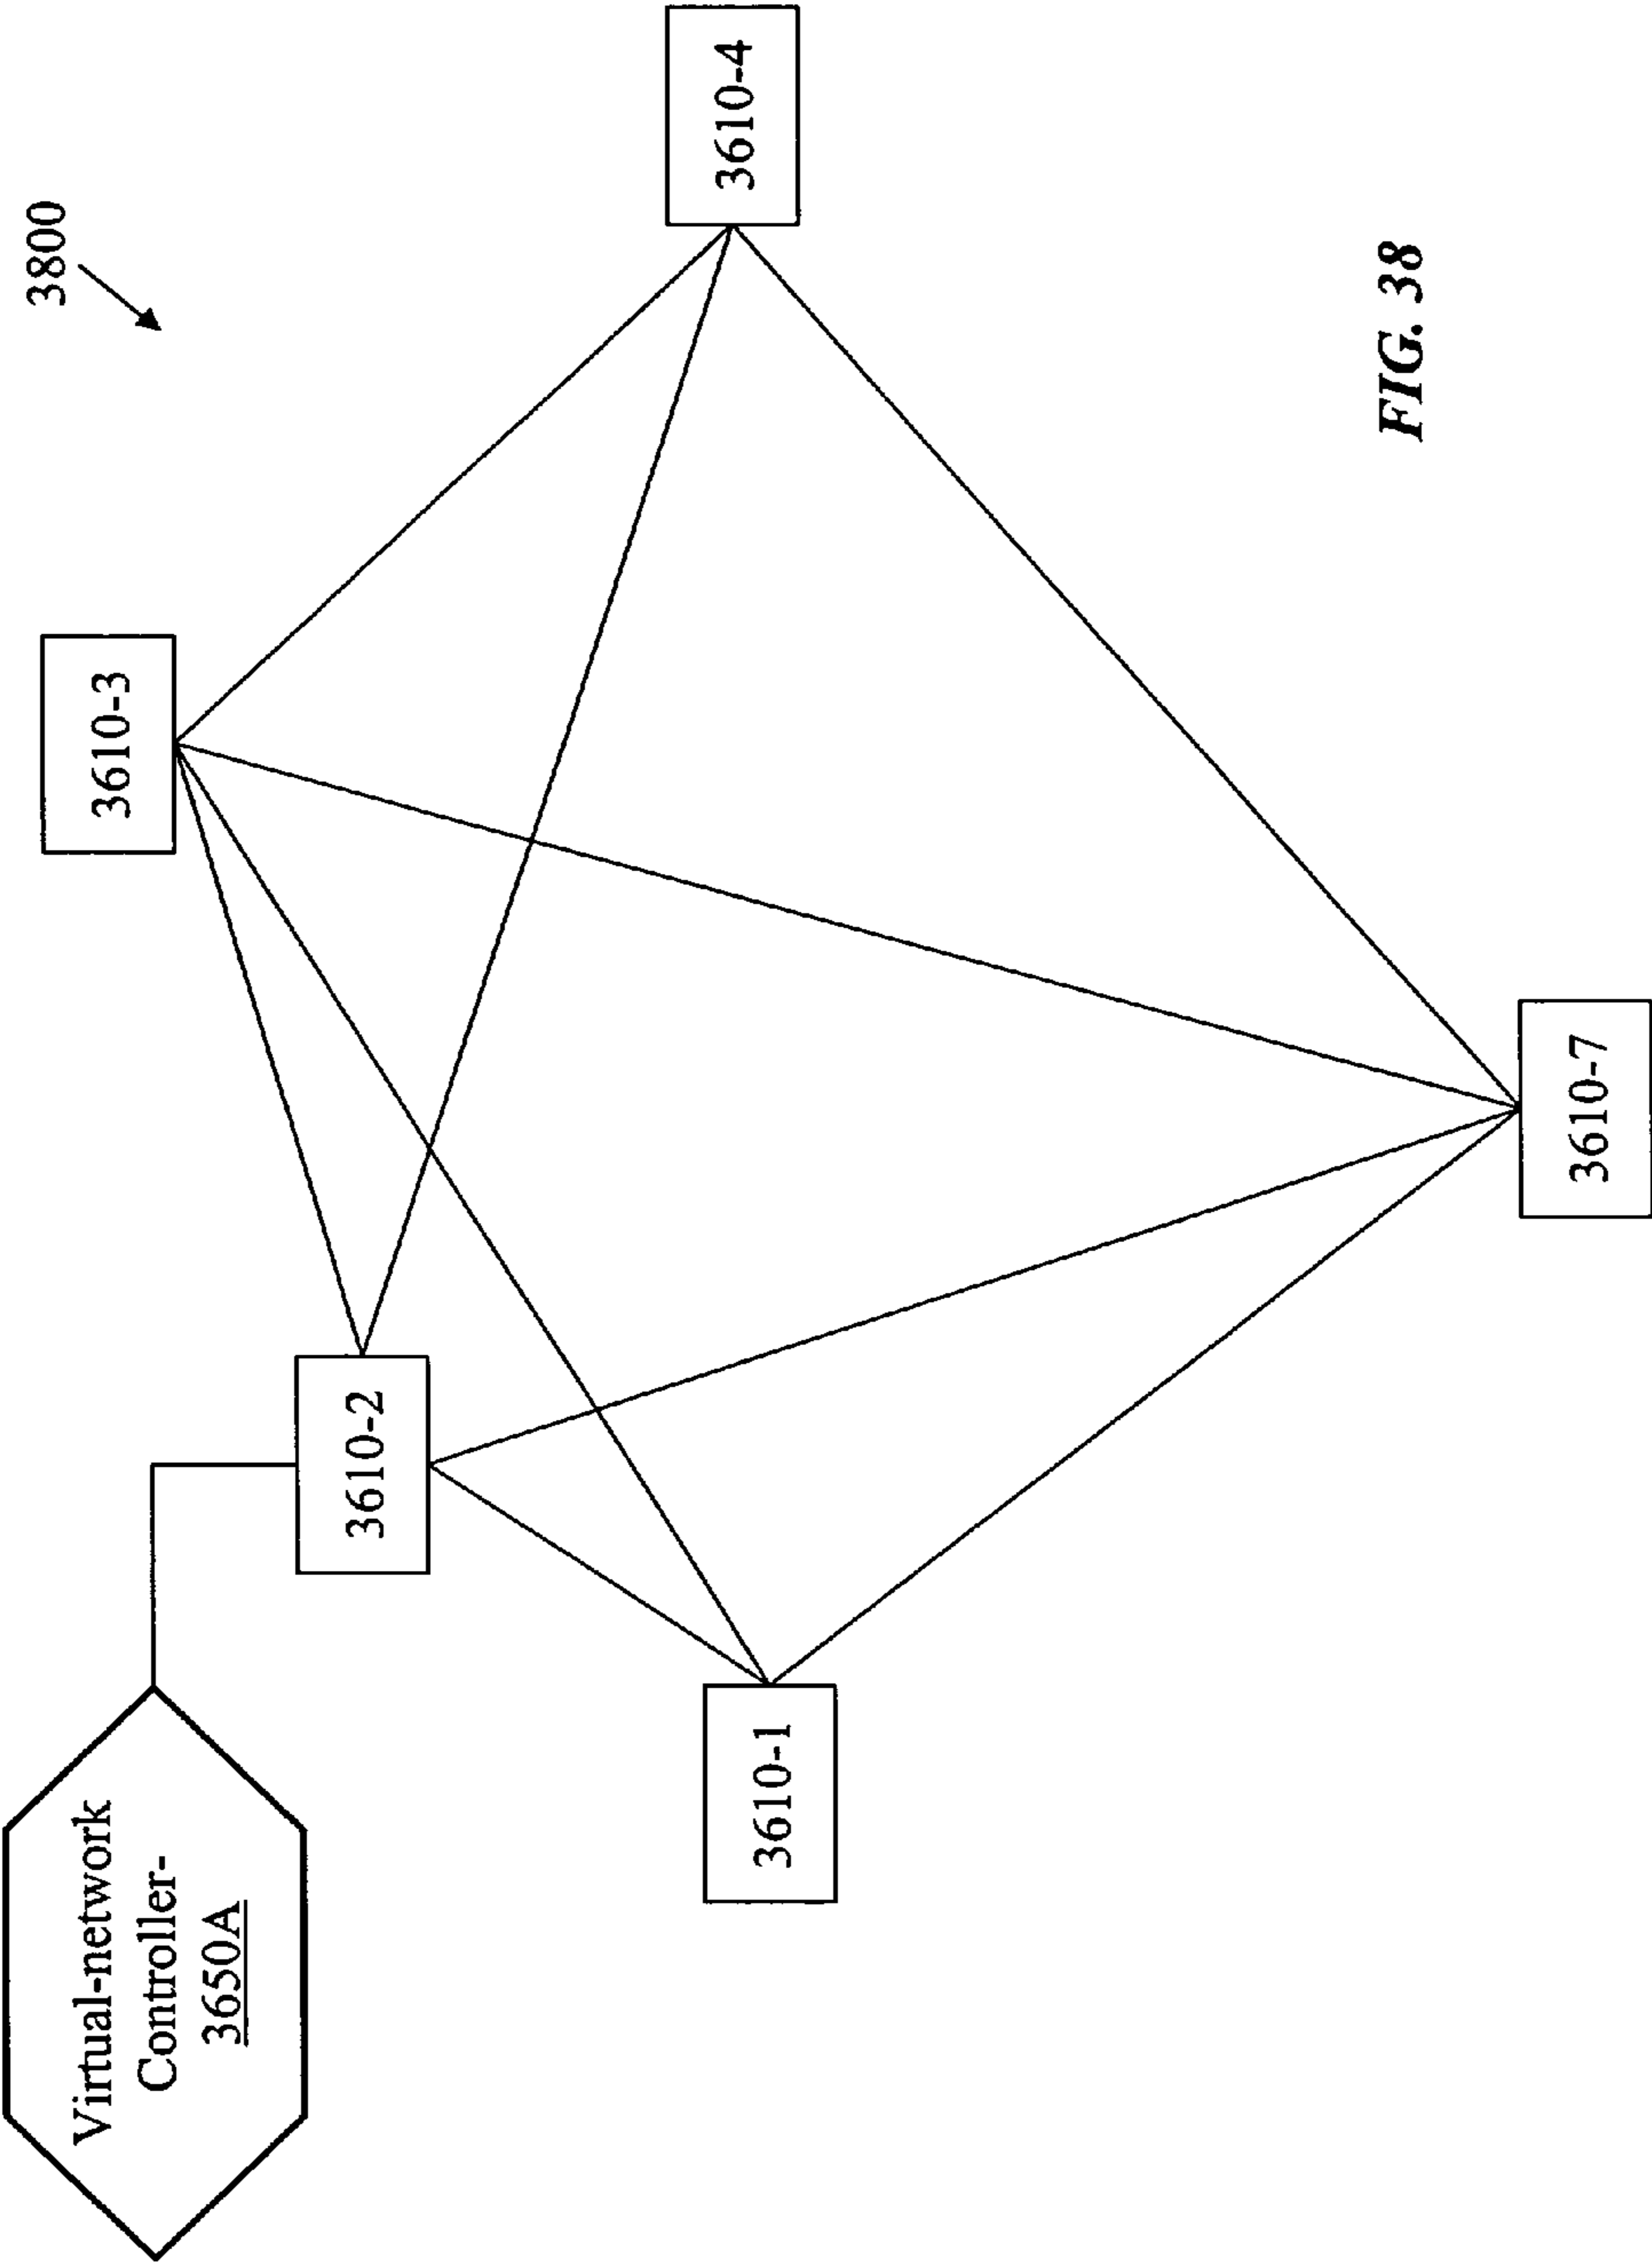 3800
Virtual-network
Controller-
3650A
3610-3
3610-2
3610-4
3610-1
3610-7
FIG. 38